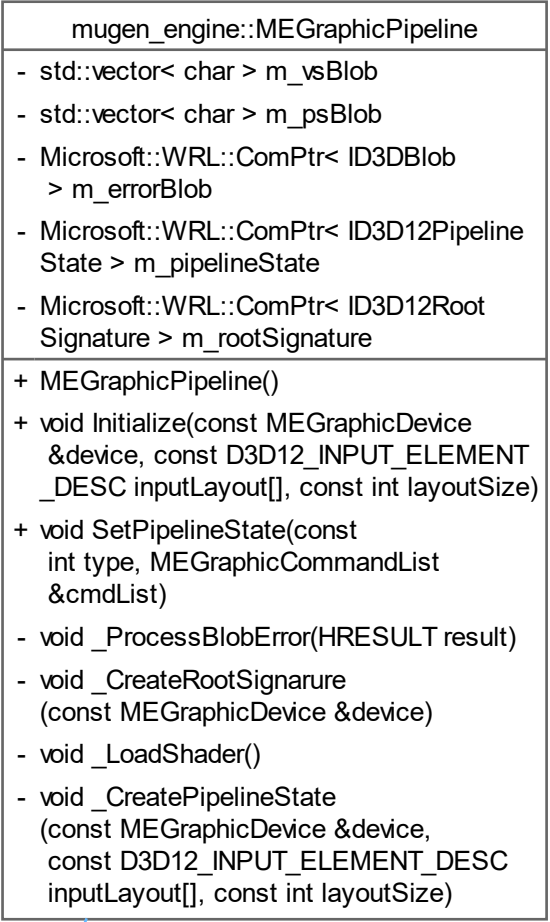 mugen_engine::MEGraphicPipeline
- std::vector< char > m_vsBlob
- std::vector< char > m_psBlob
- Microsoft::WRL::ComPtr< ID3DBlob
> m_errorBlob
- Microsoft::WRL::ComPtr< ID3D12Pipeline
State > m_pipelineState
- Microsoft::WRL::ComPtr< ID3D12Root
Signature > m_rootSignature
+ MEGraphicPipeline()
+ void Initialize(const MEGraphicDevice
&device, const D3D12_INPUT_ELEMENT
_DESC inputLayout[], const int layoutSize)
+ void SetPipelineState(const
int type, MEGraphicCommandList
&cmdList)
- void _ProcessBlobError(HRESULT result)
- void _CreateRootSignarure
(const MEGraphicDevice &device)
- void _LoadShader()
- void _CreatePipelineState
(const MEGraphicDevice &device,
const D3D12_INPUT_ELEMENT_DESC
inputLayout[], const int layoutSize)